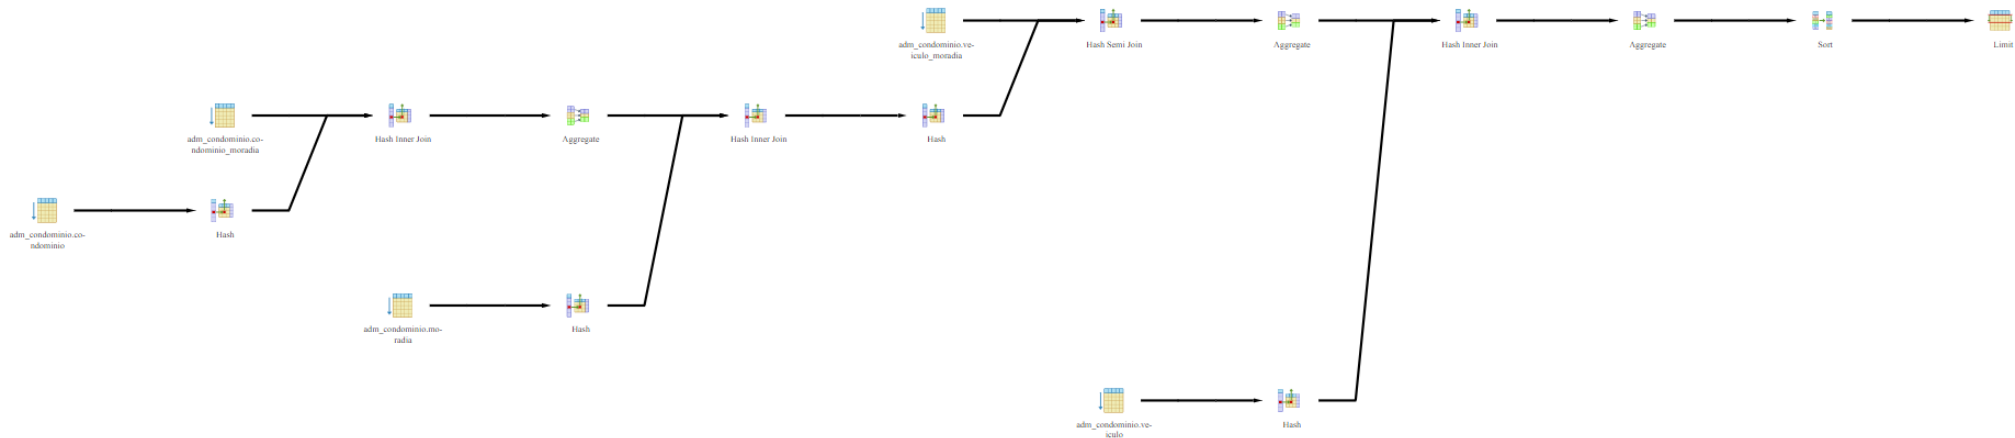 adm_condominio.ve-
iculo_moradia
Hash Semi Join
Aggregate
Hash Inner Join
Aggregate
Sort
Limit
adm_condominio.co-
ndominio_moradia
Hash Inner Join
Aggregate
Hash Inner Join
Hash
adm_condominio.co-
ndominio
Hash
adm_condominio.mo-
radia
Hash
adm_condominio.ve-
iculo
Hash